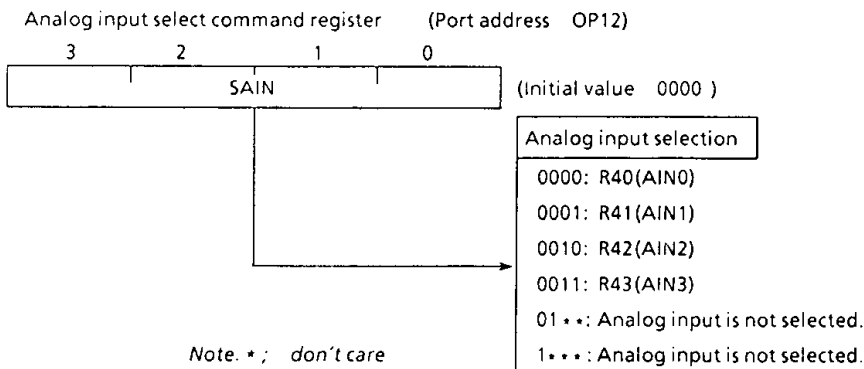 Analog input select command register (Port address OP12)
3 2 1 0
SAIN
(Initial value 0000 )
Analog input selection
0000: R40(AIN0)
0001: R41(AIN1)
0010: R42(AIN2)
0011: R43(AIN3)
01**: Analog input is not selected.
1***: Analog input is not selected.
Note. * ; don't care